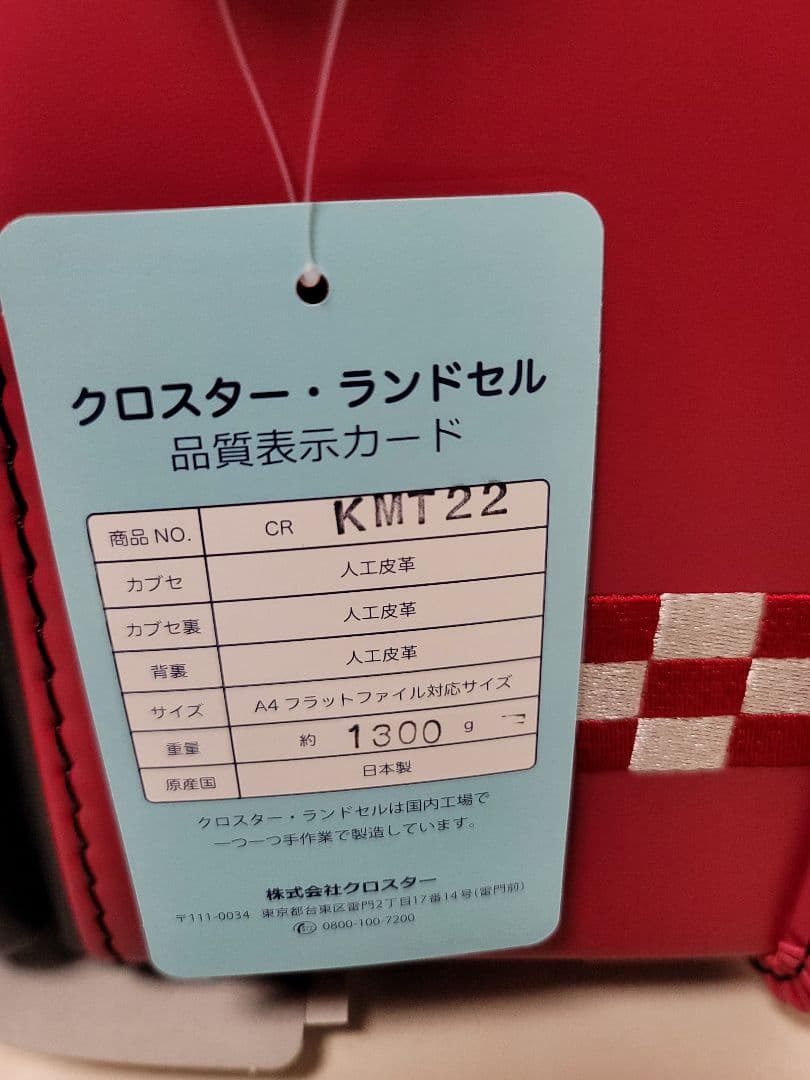 クロスター・ランドセル
品質表示カード
商品NO. CR KMT22
カブセ 人工皮革
カブセ裏 人工皮革
背裏 人工皮革
サイズ A4フラットファイル対応サイズ
重量 約 1300 g
原産国 日本製
クロスター・ランドセルは国内工場で
一つ一つ手作業で製造しています。
株式会社クロスター
〒111-0034 東京都台東区雷門2丁目17番14号(雷門前)
0800-100-7200